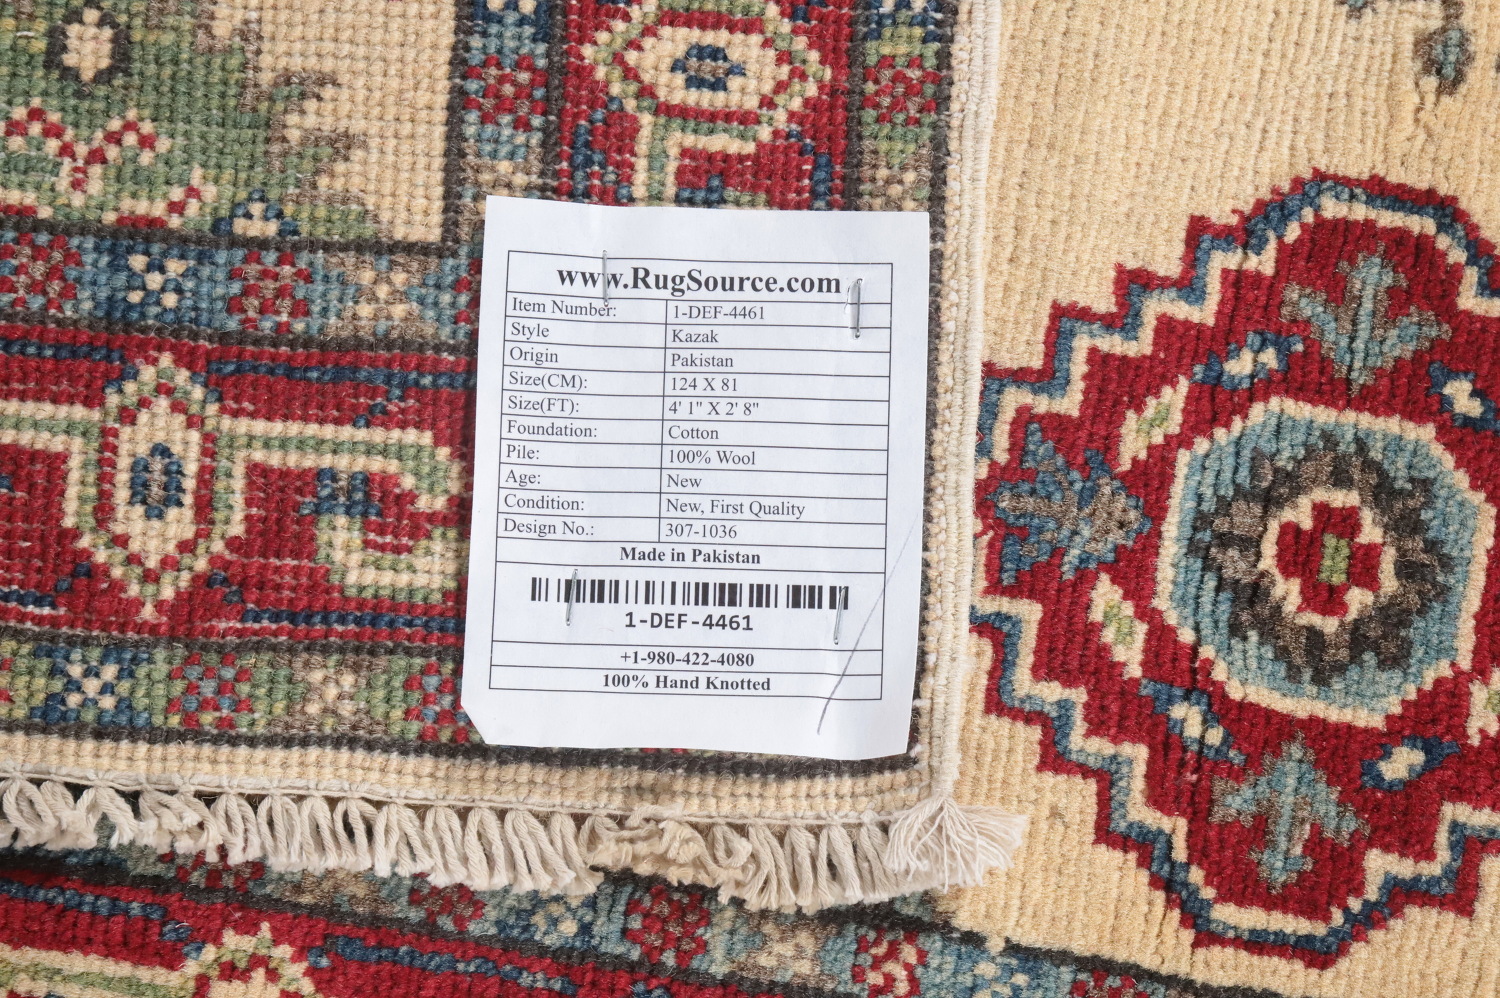 www.RugSource.com
Item Number: 1-DEF-4461
Style Kazak
Origin Pakistan
Size(CM): 124 X 81
Size(FT): 4' 1" X 2' 8"
Foundation: Cotton
Pile: 100% Wool
Age: New
Condition: New, First Quality
Design No.: 307-1036
Made in Pakistan
1-DEF-4461
+1-980-422-4080
100% Hand Knotted